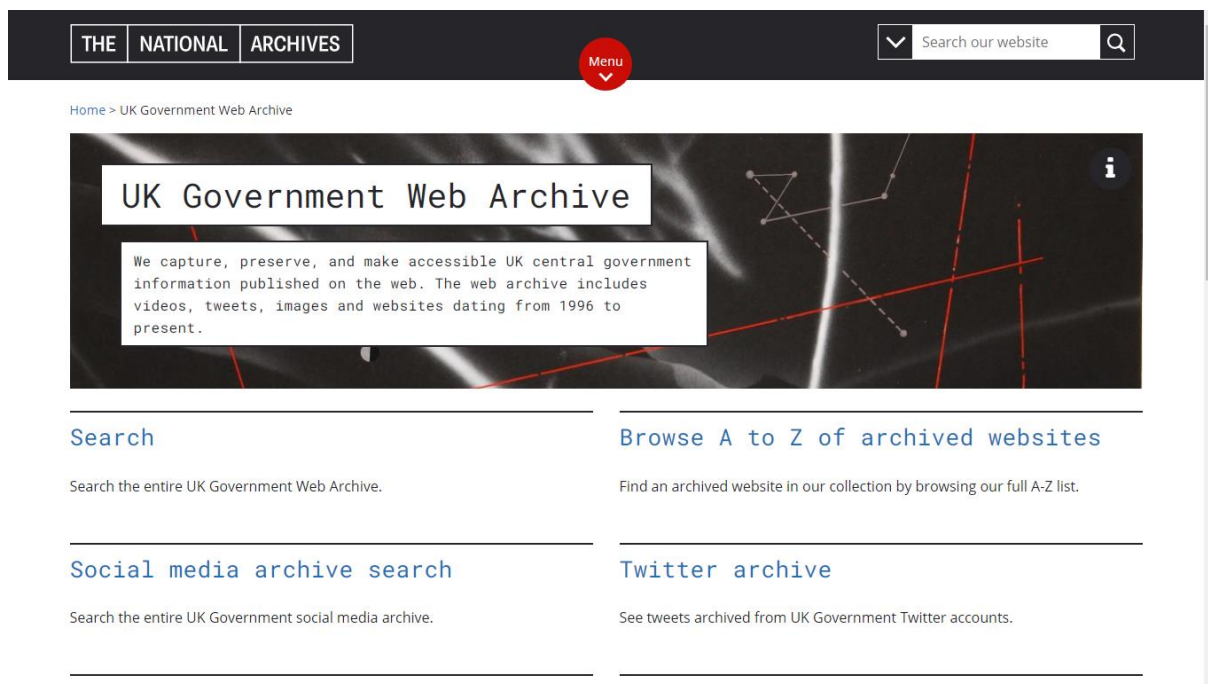 THE NATIONAL ARCHIVES
Menu
Search our website
Home > UK Government Web Archive
UK Government Web Archive
We capture, preserve, and make accessible UK central government
information published on the web. The web archive includes
videos, tweets, images and websites dating from 1996 to
present.
Search
Search the entire UK Government Web Archive.
Browse A to Z of archived websites
Find an archived website in our collection by browsing our full A-Z list.
Social media archive search
Search the entire UK Government social media archive.
Twitter archive
See tweets archived from UK Government Twitter accounts.